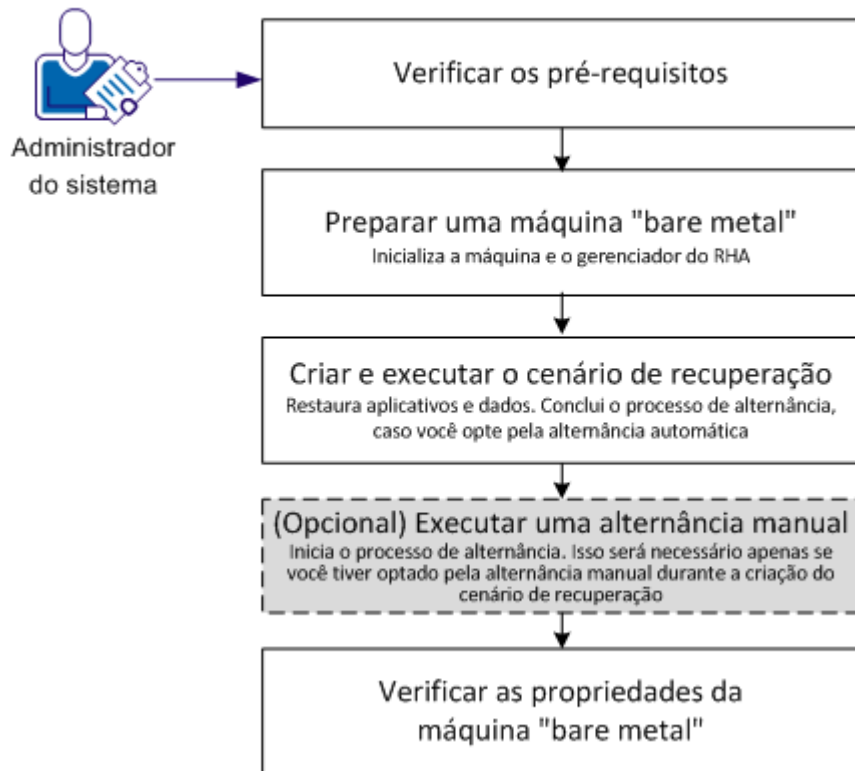 Administrador
do sistema
Verificar os pré-requisitos
Preparar uma máquina "bare metal"
Inicializa a máquina e o gerenciador do RHA
Criar e executar o cenário de recuperação
Restaura aplicativos e dados. Conclui o processo de alternância,
caso você opte pela alternância automática
(Opcional) Executar uma alternância manual
Inicia o processo de alternância. Isso será necessário apenas se
você tiver optado pela alternância manual durante a criação do
cenário de recuperação
Verificar as propriedades da
máquina "bare metal"